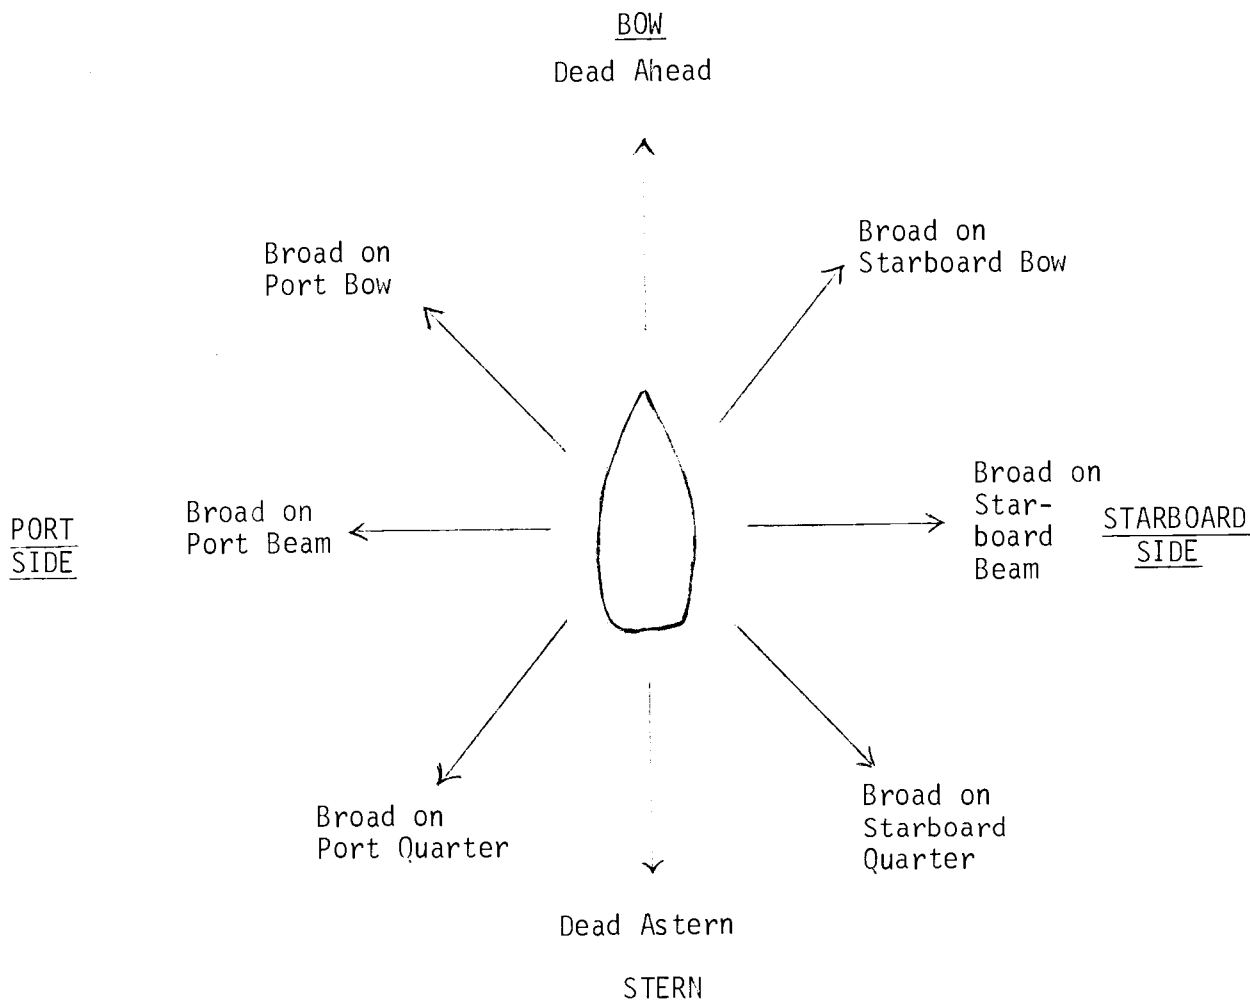 BOW
Dead Ahead
Broad on
Port Bow
Broad on
Starboard Bow
PORT
SIDE
Broad on
Port Beam
Broad on
Star-
board
Beam
STARBOARD
SIDE
Broad on
Port Quarter
Broad on
Starboard
Quarter
Dead Astern
STERN